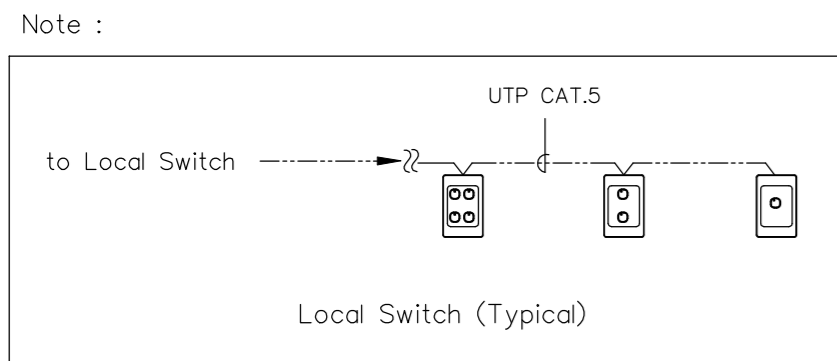 Note :
UTP CAT.5
to Local Switch
Local Switch (Typical)